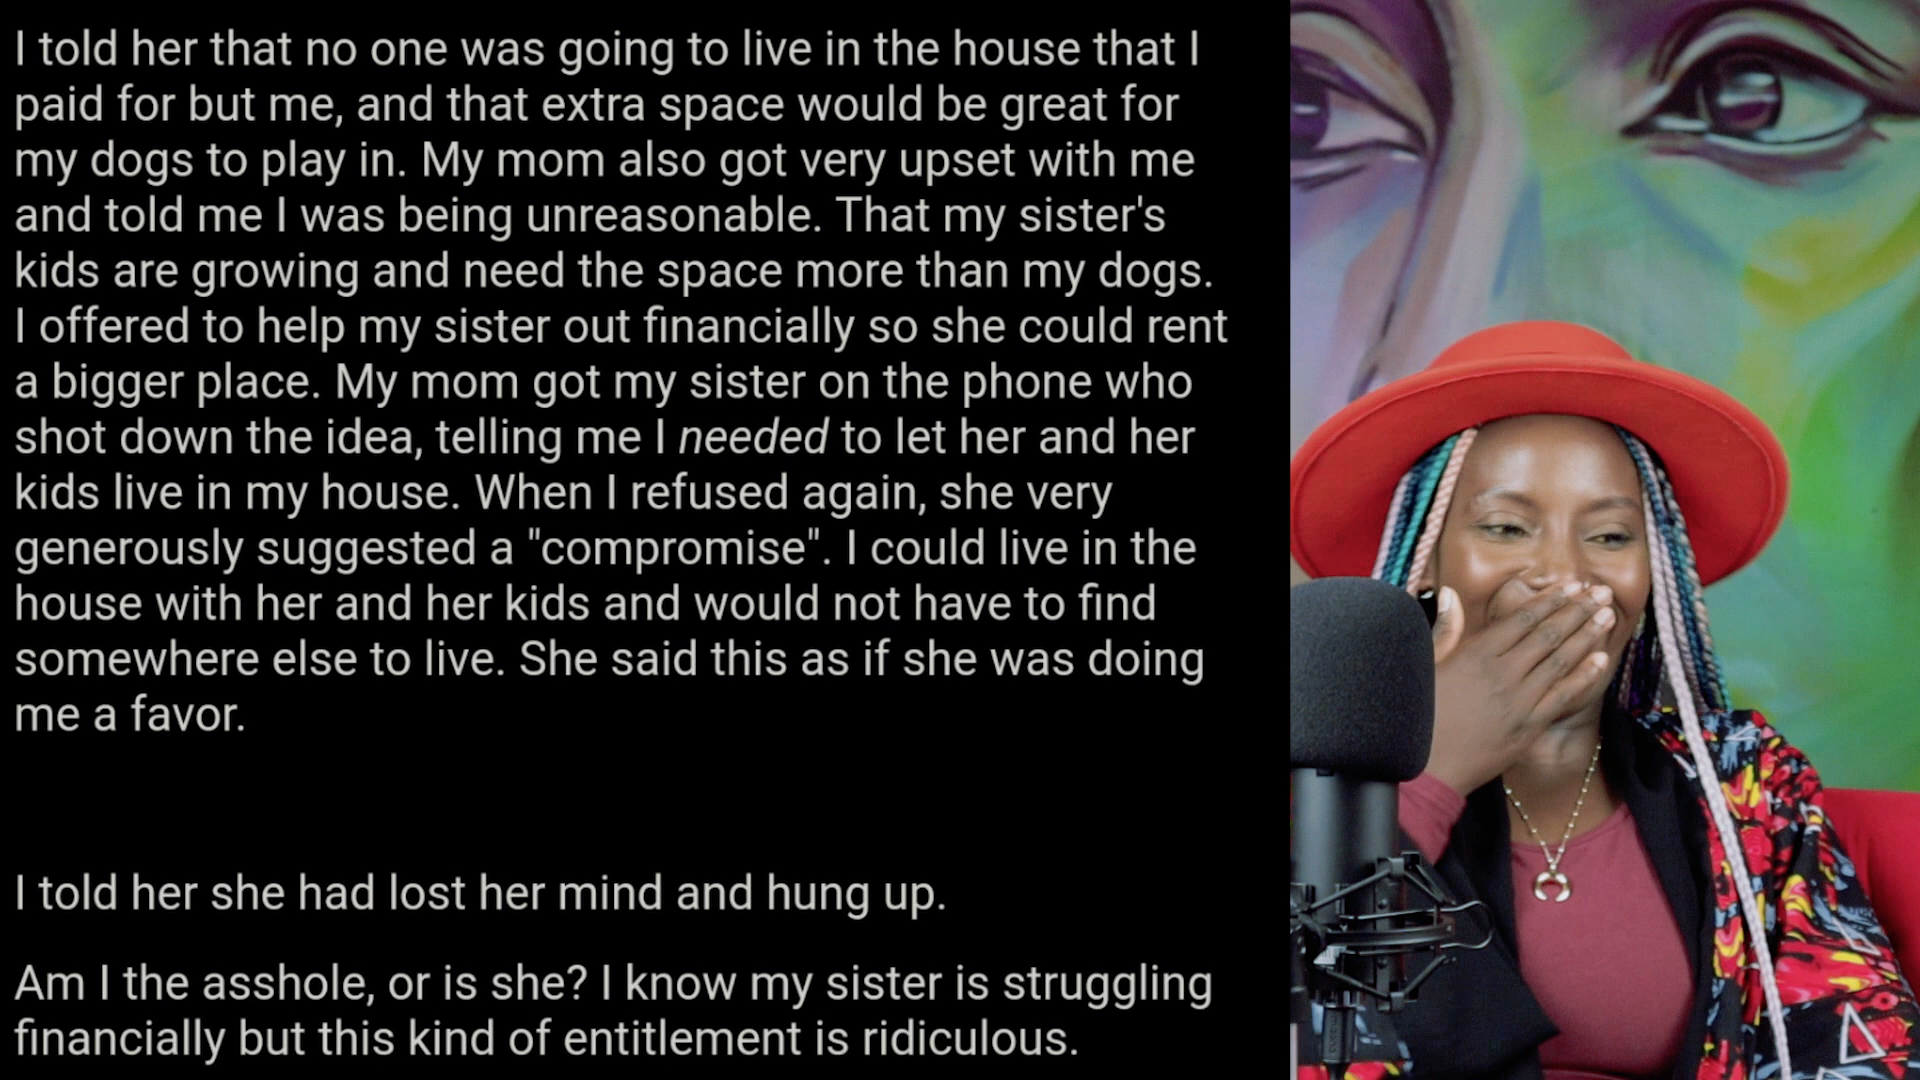 I told her that no one was going to live in the house that I
paid for but me, and that extra space would be great for
my dogs to play in. My mom also got very upset with me
and told me I was being unreasonable. That my sister's
kids are growing and need the space more than my dogs.
I offered to help my sister out financially so she could rent
a bigger place. My mom got my sister on the phone who
shot down the idea, telling me I needed to let her and her
kids live in my house. When I refused again, she very
generously suggested a "compromise". I could live in the
house with her and her kids and would not have to find
somewhere else to live. She said this as if she was doing
me a favor.
I told her she had lost her mind and hung up.
Am I the asshole, or is she? I know my sister is struggling
financially but this kind of entitlement is ridiculous.